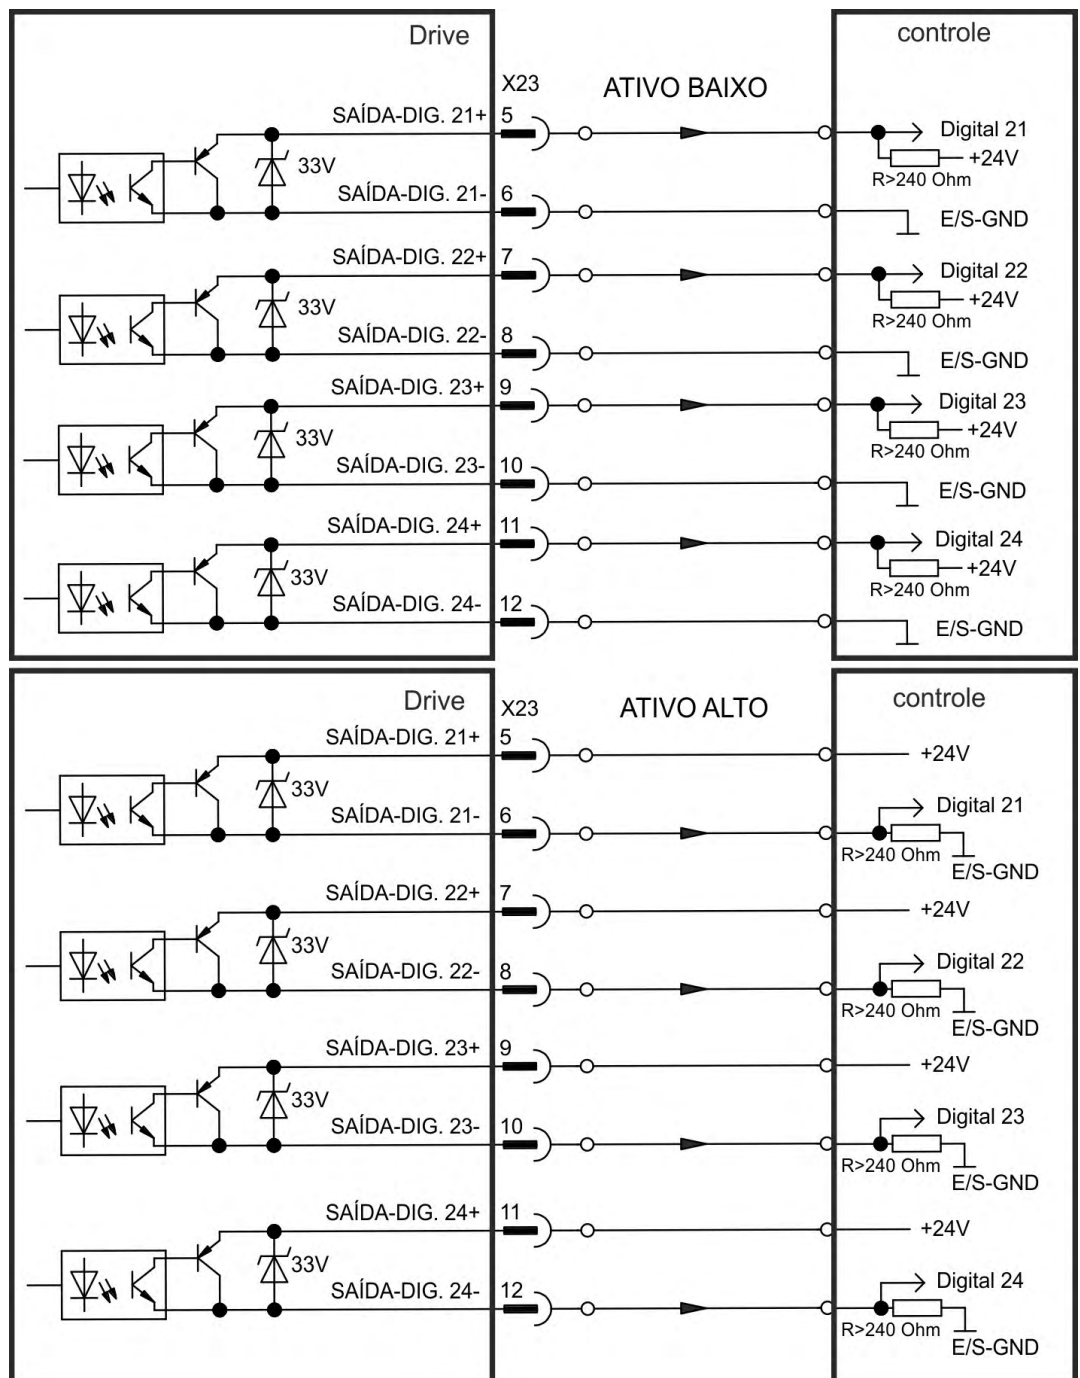 Drive
controle
X23
ATIVO BAIXO
SAÍDA-DIG. 21+
5
Digital 21
+24V
33V
R>240 Ohm
SAÍDA-DIG. 21-
6
E/S-GND
SAÍDA-DIG. 22+
7
Digital 22
+24V
33V
R>240 Ohm
SAÍDA-DIG. 22-
8
E/S-GND
SAÍDA-DIG. 23+
9
Digital 23
+24V
33V
R>240 Ohm
SAÍDA-DIG. 23-
10
E/S-GND
SAÍDA-DIG. 24+
11
Digital 24
+24V
33V
R>240 Ohm
SAÍDA-DIG. 24-
12
E/S-GND
Drive
controle
X23
ATIVO ALTO
SAÍDA-DIG. 21+
5
+24V
33V
SAÍDA-DIG. 21-
6
Digital 21
R>240 Ohm
E/S-GND
SAÍDA-DIG. 22+
7
+24V
33V
SAÍDA-DIG. 22-
8
Digital 22
R>240 Ohm
E/S-GND
SAÍDA-DIG. 23+
9
+24V
33V
SAÍDA-DIG. 23-
10
Digital 23
R>240 Ohm
E/S-GND
SAÍDA-DIG. 24+
11
+24V
33V
SAÍDA-DIG. 24-
12
Digital 24
R>240 Ohm
E/S-GND